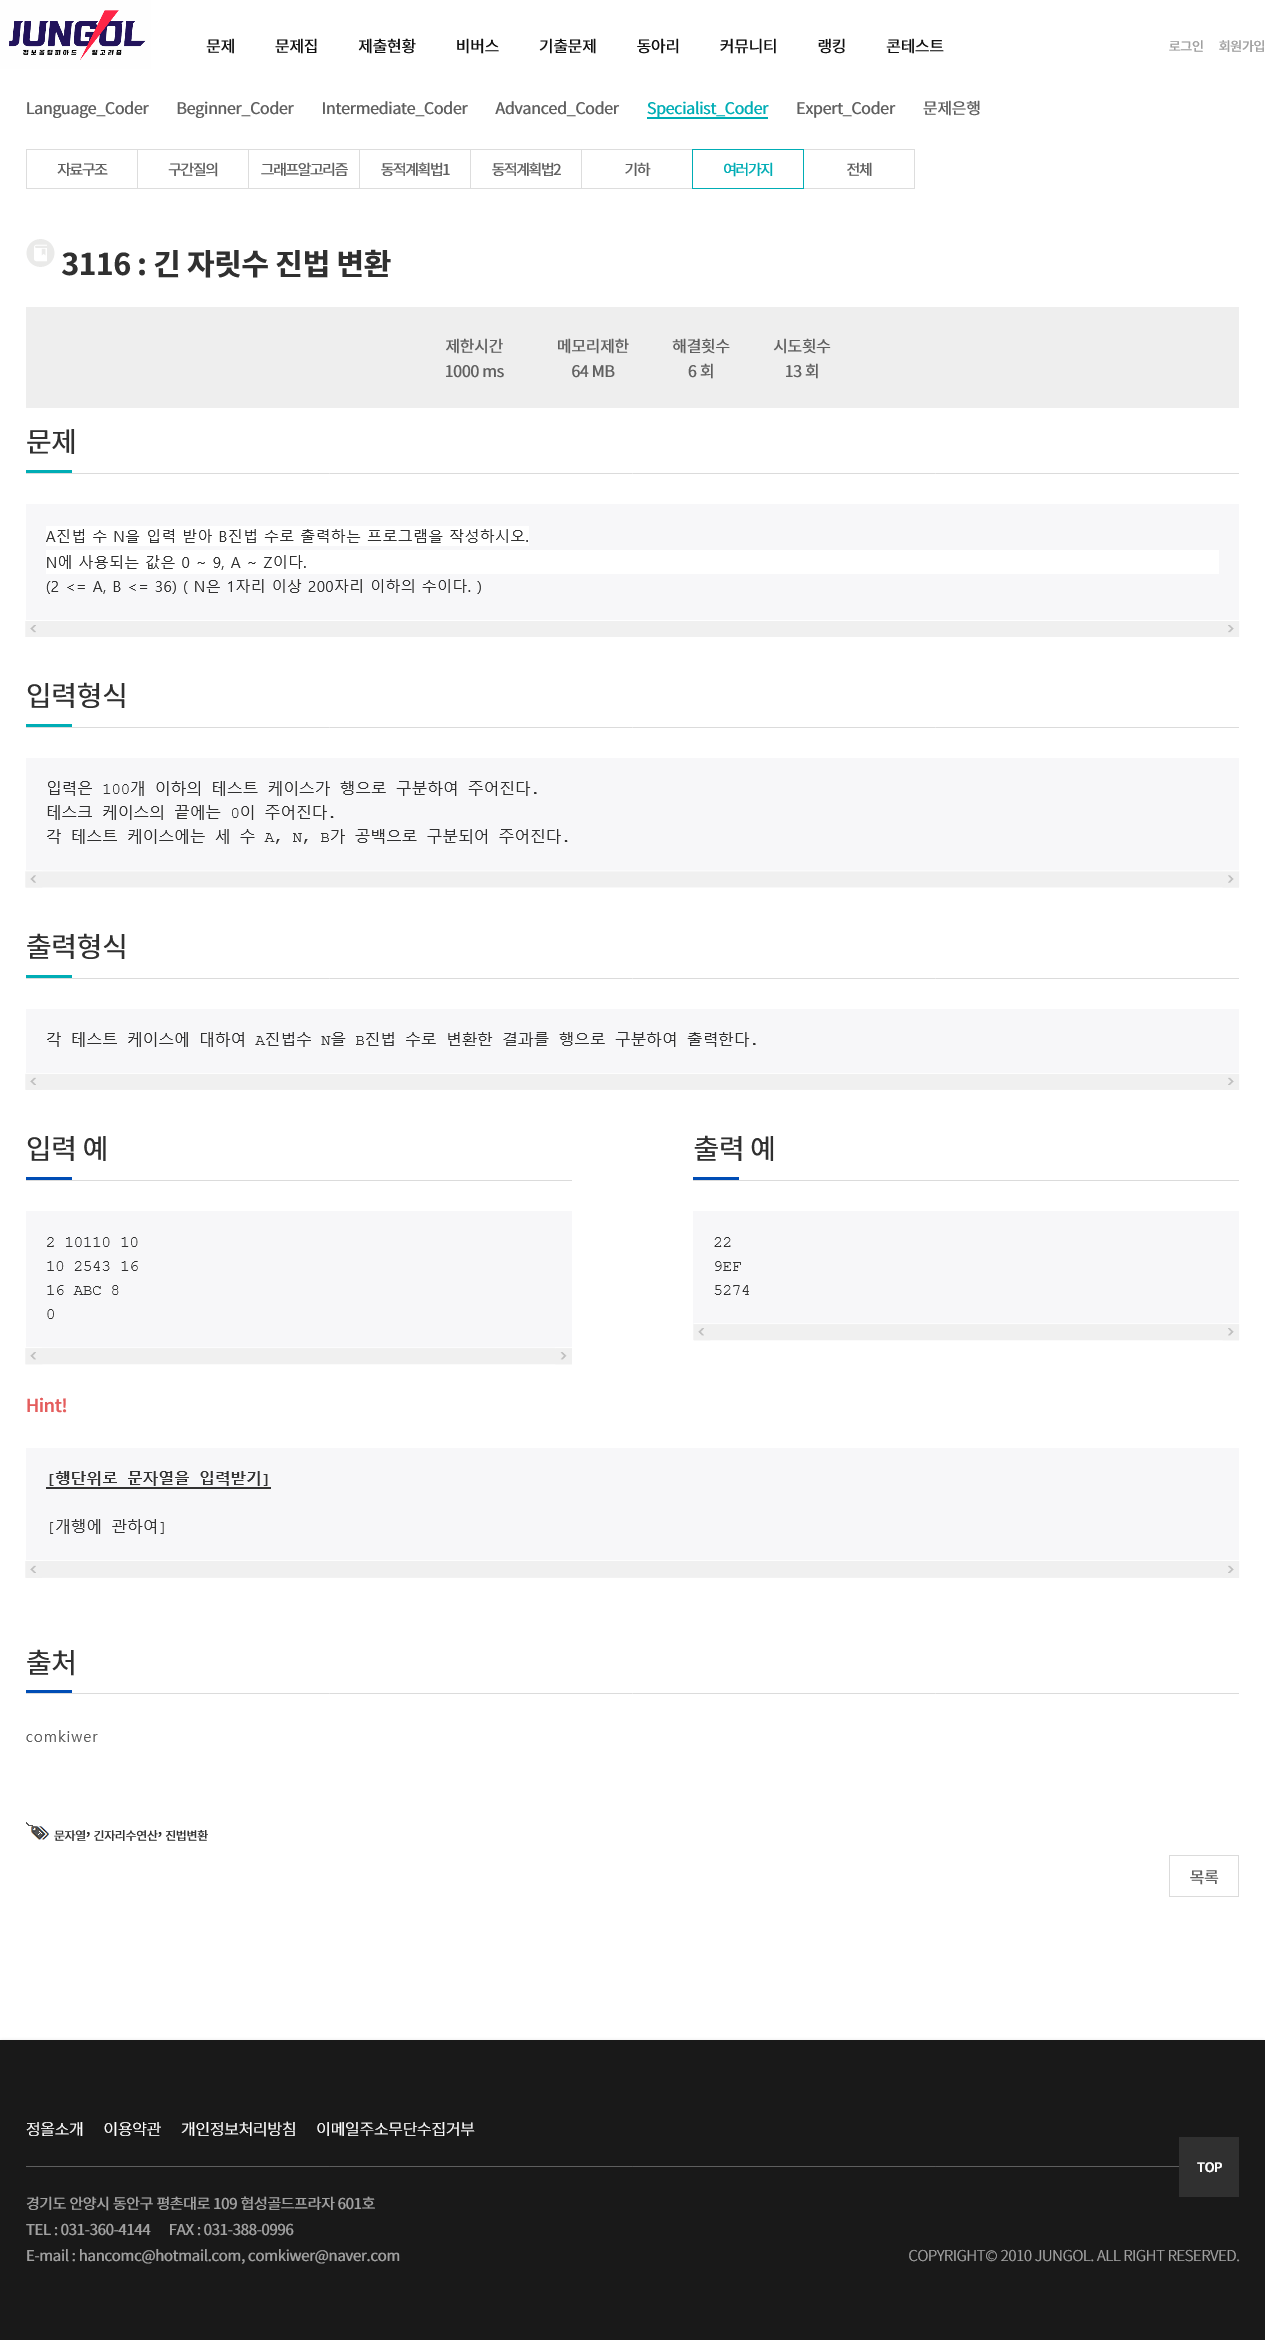 JUNGOL
정보올림피아드 알고리즘
문제 문제집 제출현황 비버스 기출문제 동아리 커뮤니티 랭킹 콘테스트 로그인 회원가입
Language_Coder Beginner_Coder Intermediate_Coder Advanced_Coder Specialist_Coder Expert_Coder 문제은행
자료구조 구간질의 그래프알고리즘 동적계획법1 동적계획법2 기하 여러가지 전체
3116 : 긴 자릿수 진법 변환
제한시간 메모리제한 해결횟수 시도횟수
1000 ms 64 MB 6 회 13 회
문제
A진법 수 N을 입력 받아 B진법 수로 출력하는 프로그램을 작성하시오.
N에 사용되는 값은 0 ~ 9, A ~ Z이다.
(2 <= A, B <= 36) ( N은 1자리 이상 200자리 이하의 수이다. )
입력형식
입력은 100개 이하의 테스트 케이스가 행으로 구분하여 주어진다.
테스크 케이스의 끝에는 0이 주어진다.
각 테스트 케이스에는 세 수 A, N, B가 공백으로 구분되어 주어진다.
출력형식
각 테스트 케이스에 대하여 A진법수 N을 B진법 수로 변환한 결과를 행으로 구분하여 출력한다.
입력 예
2 10110 10
10 2543 16
16 ABC 8
0
출력 예
22
9EF
5274
Hint!
[행단위로 문자열을 입력받기]
[개행에 관하여]
출처
comkiwer
문자열, 긴자리수연산, 진법변환
목록
정올소개 이용약관 개인정보처리방침 이메일주소무단수집거부
TOP
경기도 안양시 동안구 평촌대로 109 협성골드프라자 601호
TEL : 031-360-4144 FAX : 031-388-0996
E-mail : hancomc@hotmail.com, comkiwer@naver.com
COPYRIGHT© 2010 JUNGOL. ALL RIGHT RESERVED.